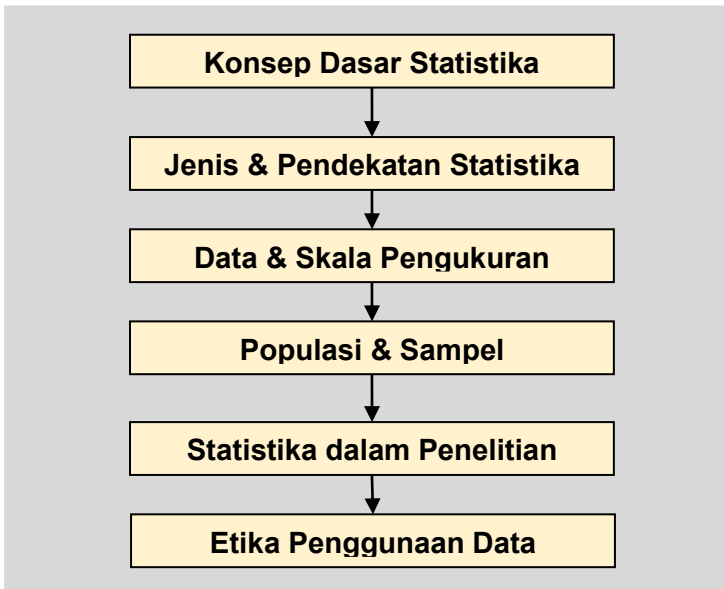 Konsep Dasar Statistika
Jenis & Pendekatan Statistika
Data & Skala Pengukuran
Populasi & Sampel
Statistika dalam Penelitian
Etika Penggunaan Data